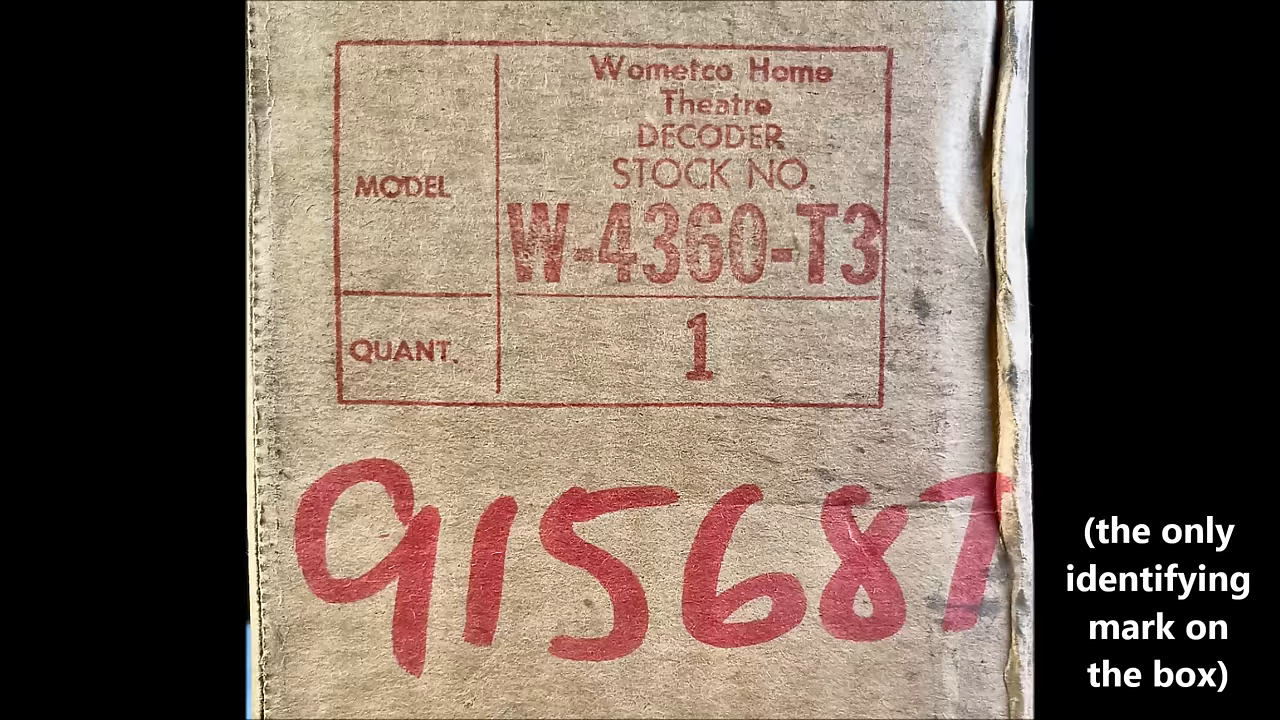 Wometco Home
Theatre
DECODER
STOCK NO.
MODEL
W-4360-T3
QUANT.
1
915687
(the only
identifying
mark on
the box)